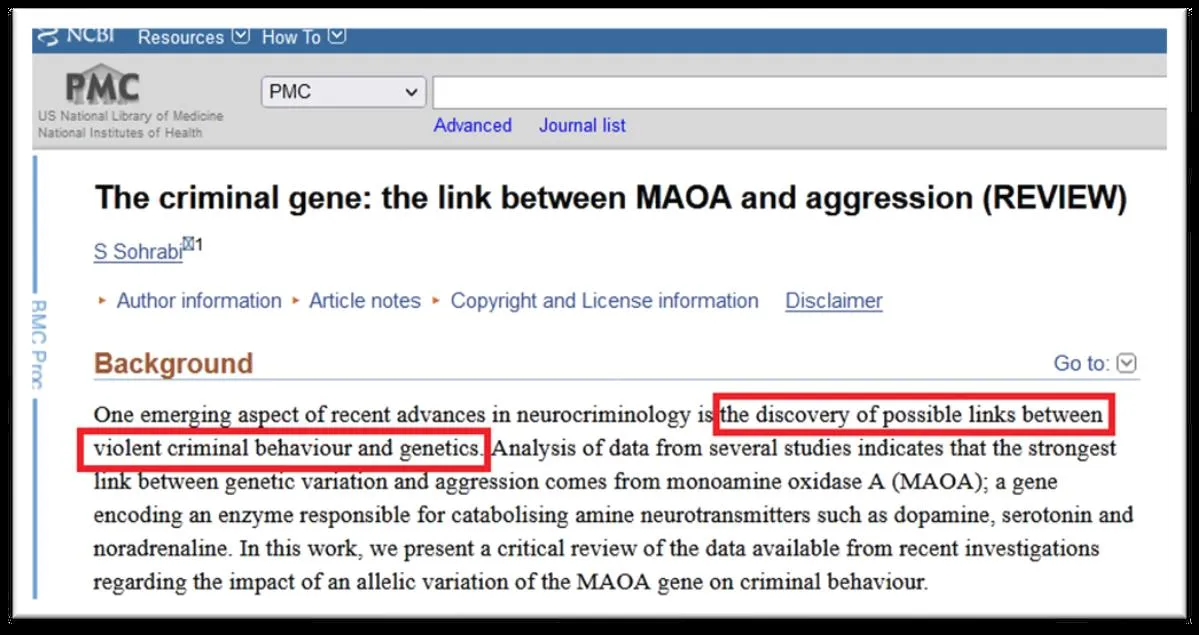 NCBI Resources How To
PMC
US National Library of Medicine
National Institutes of Health
PMC
Advanced Journal list
The criminal gene: the link between MAOA and aggression (REVIEW)
S Sohrabi 1
Author information Article notes Copyright and License information Disclaimer
BMC Proc
Background Go to:
One emerging aspect of recent advances in neurocriminology is the discovery of possible links between
violent criminal behaviour and genetics. Analysis of data from several studies indicates that the strongest
link between genetic variation and aggression comes from monoamine oxidase A (MAOA); a gene
encoding an enzyme responsible for catabolising amine neurotransmitters such as dopamine, serotonin and
noradrenaline. In this work, we present a critical review of the data available from recent investigations
regarding the impact of an allelic variation of the MAOA gene on criminal behaviour.